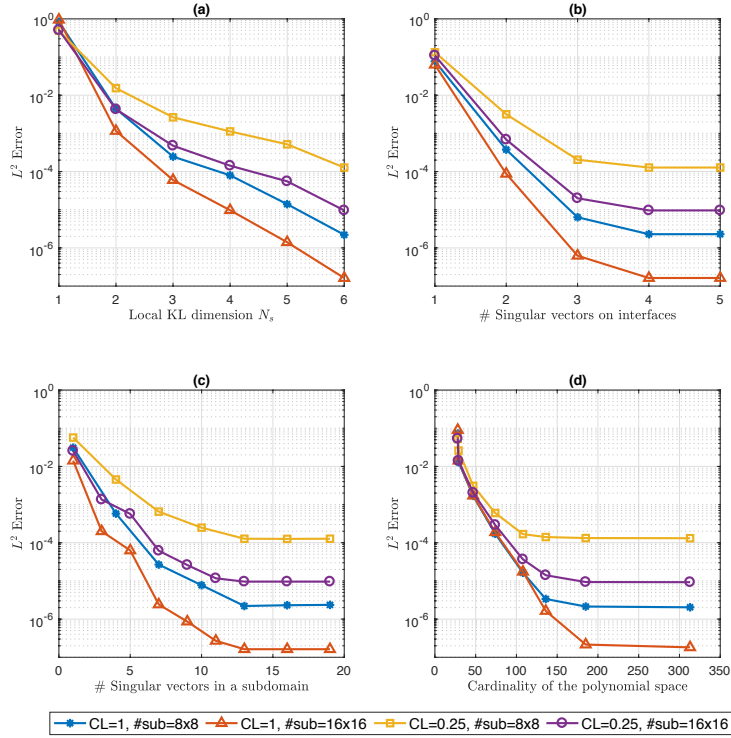 (a)
10^0
10^-2
10^-4
10^-6
L^2 Error
1 2 3 4 5 6
Local KL dimension N_s
(b)
10^0
10^-2
10^-4
10^-6
L^2 Error
1 2 3 4 5
# Singular vectors on interfaces
(c)
10^0
10^-2
10^-4
10^-6
L^2 Error
0 5 10 15 20
# Singular vectors in a subdomain
(d)
10^0
10^-2
10^-4
10^-6
L^2 Error
0 50 100 150 200 250 300 350
Cardinality of the polynomial space
CL=1, #sub=8x8 CL=1, #sub=16x16 CL=0.25, #sub=8x8 CL=0.25, #sub=16x16